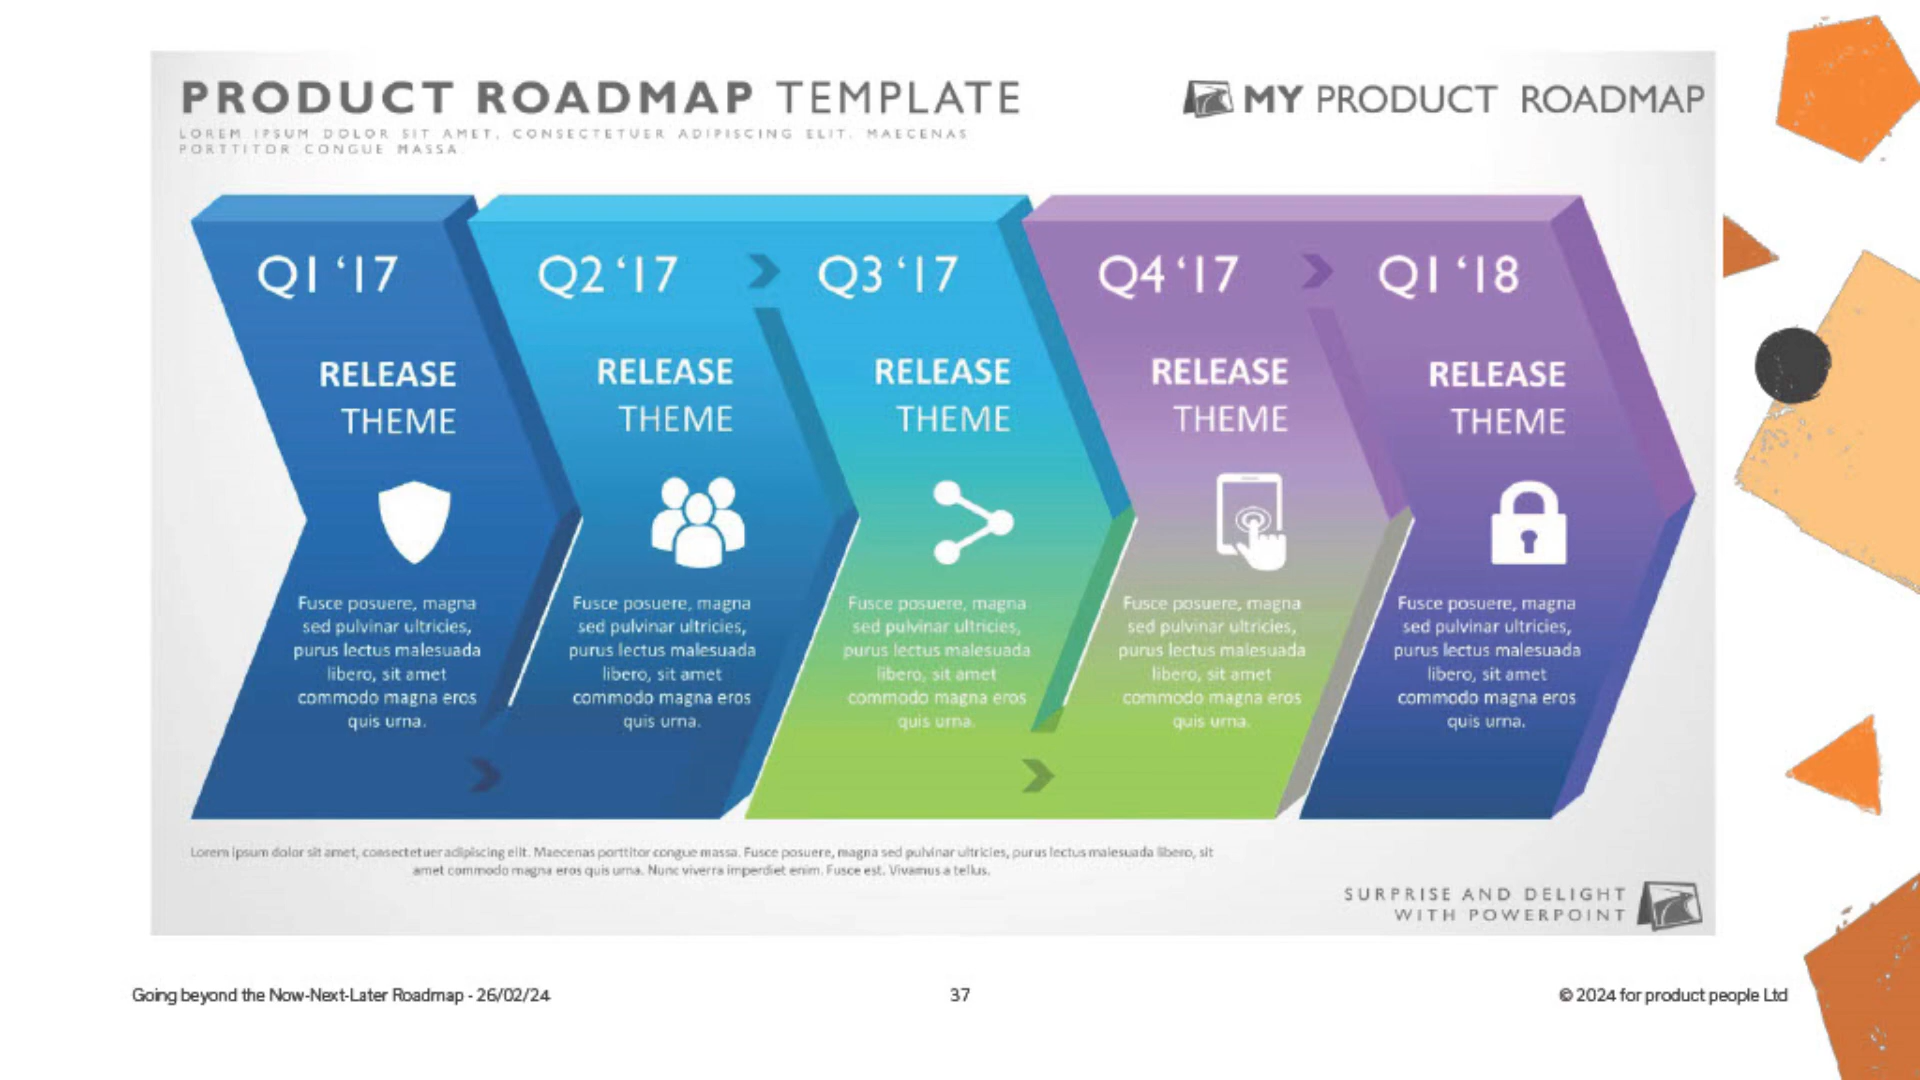 PRODUCT ROADMAP TEMPLATE
LOREM IPSUM DOLOR SIT AMET, CONSECTETUER ADIPISCING ELIT. MAECENAS
PORTTITOR CONGUE MASSA.
MY PRODUCT ROADMAP
Q1 ‘17
RELEASE
THEME
Fusce posuere, magna
sed pulvinar ultricies,
purus lectus malesuada
libero, sit amet
commodo magna eros
quis urna.
Q2 ‘17
RELEASE
THEME
Fusce posuere, magna
sed pulvinar ultricies,
purus lectus malesuada
libero, sit amet
commodo magna eros
quis urna.
Q3 ‘17
RELEASE
THEME
Fusce posuere, magna
sed pulvinar ultricies,
purus lectus malesuada
libero, sit amet
commodo magna eros
quis urna.
Q4 ‘17
RELEASE
THEME
Fusce posuere, magna
sed pulvinar ultricies,
purus lectus malesuada
libero, sit amet
commodo magna eros
quis urna.
Q1 ‘18
RELEASE
THEME
Fusce posuere, magna
sed pulvinar ultricies,
purus lectus malesuada
libero, sit amet
commodo magna eros
quis urna.
Lorem ipsum dolor sit amet, consectetuer adipiscing elit. Maecenas porttitor congue massa. Fusce posuere, magna sed pulvinar ultricies, purus lectus malesuada libero, sit
amet commodo magna eros quis urna. Nunc viverra imperdiet enim. Fusce est. Vivamus a tellus.
SURPRISE AND DELIGHT
WITH POWERPOINT
Going beyond the Now-Next-Later Roadmap - 26/02/24
37
© 2024 for product people Ltd